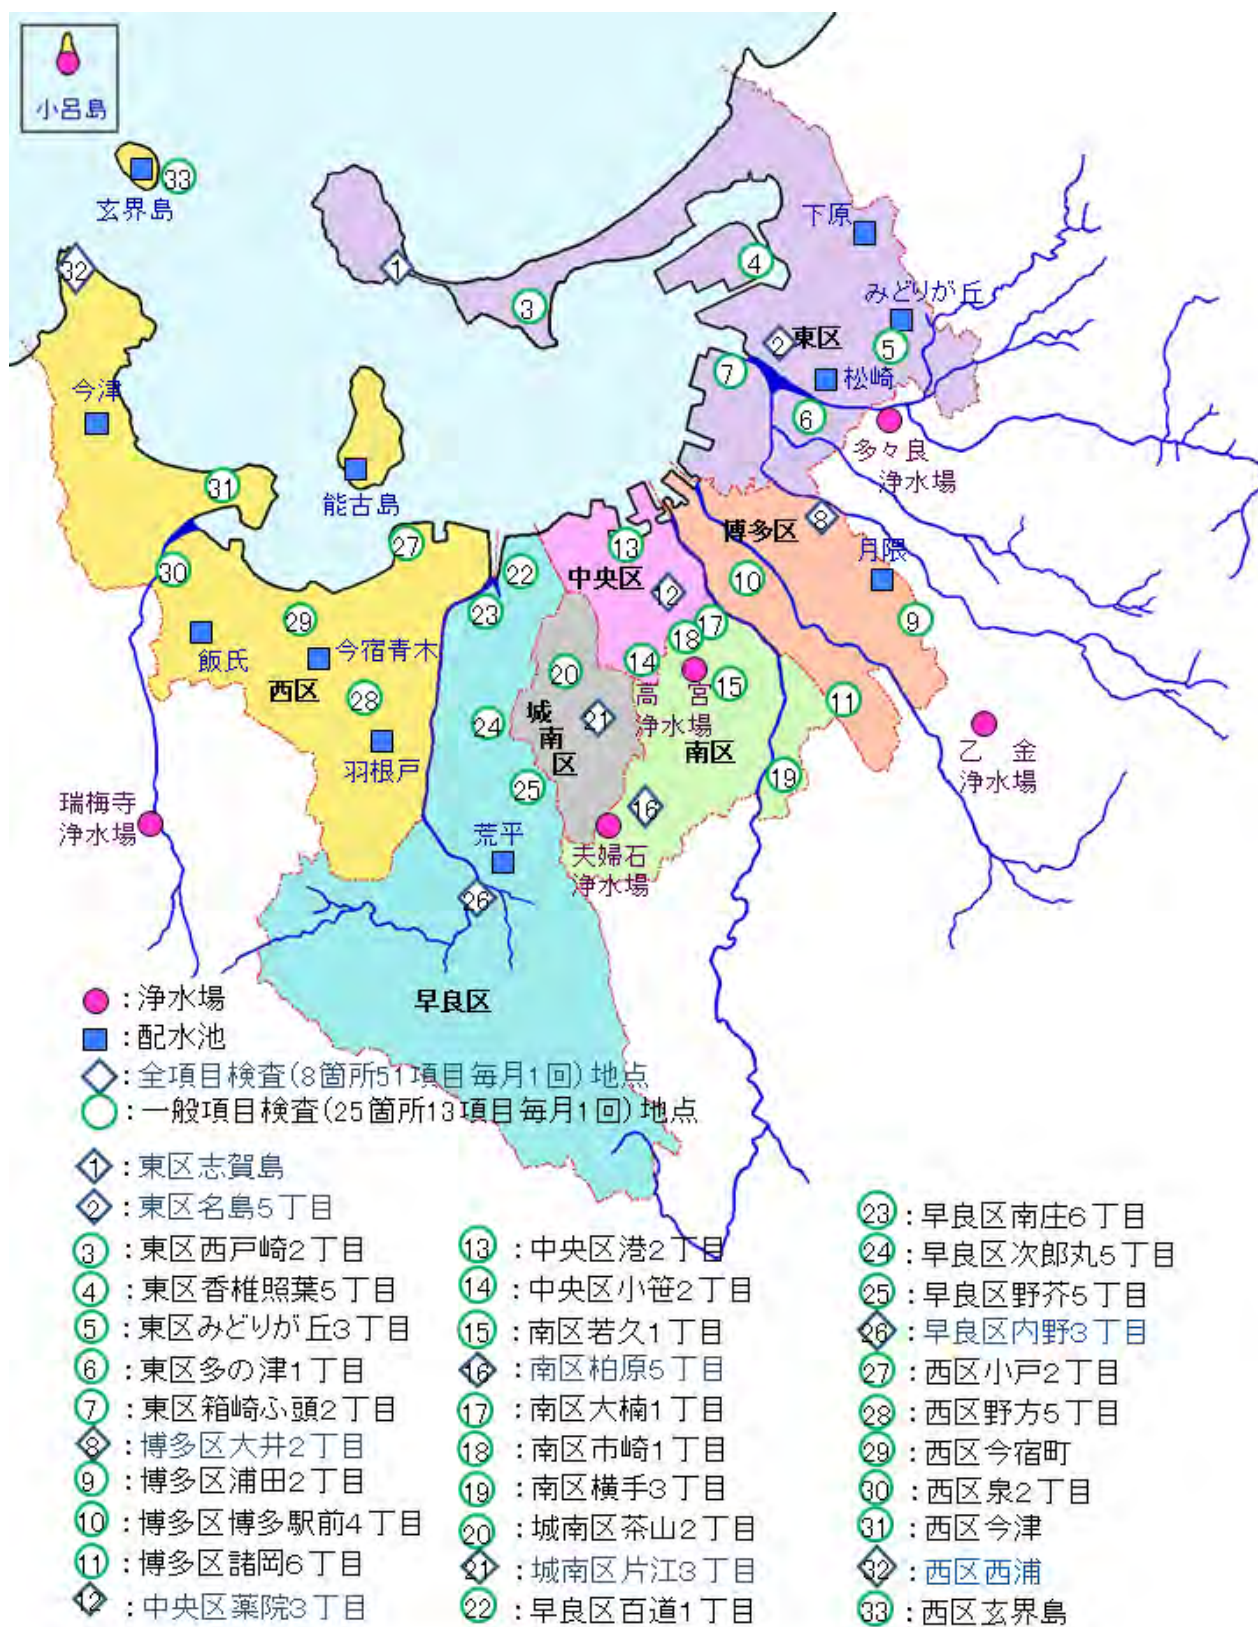 小呂島
玄界島
33
32
1
3
4
下原
みどりが丘
5
2
東区
7
松崎
6
多々良
浄水場
今津
31
能古島
27
30
29
飯氏
今宿青木
西区
28
羽根戸
瑞梅寺
浄水場
22
23
24
25
荒平
26
早良区
13
中央区
12
14
20
城南区
21
博多区
8
月隈
10
9
11
17
18
高宮
浄水場
15
南区
19
16
夫婦石
浄水場
乙金
浄水場
:浄水場
:配水池
:全項目検査(8箇所51項目毎月1回)地点
:一般項目検査(25箇所13項目毎月1回)地点
1:東区志賀島
2:東区名島5丁目
3:東区西戸崎2丁目
4:東区香椎照葉5丁目
5:東区みどりが丘3丁目
6:東区多の津1丁目
7:東区箱崎ふ頭2丁目
8:博多区大井2丁目
9:博多区浦田2丁目
10:博多区博多駅前4丁目
11:博多区諸岡6丁目
12:中央区薬院3丁目
13:中央区港2丁目
14:中央区小笹2丁目
15:南区若久1丁目
16:南区柏原5丁目
17:南区大楠1丁目
18:南区市崎1丁目
19:南区横手3丁目
20:城南区茶山2丁目
21:城南区片江3丁目
22:早良区百道1丁目
23:早良区南庄6丁目
24:早良区次郎丸5丁目
25:早良区野芥5丁目
26:早良区内野3丁目
27:西区小戸2丁目
28:西区野方5丁目
29:西区今宿町
30:西区泉2丁目
31:西区今津
32:西区西浦
33:西区玄界島